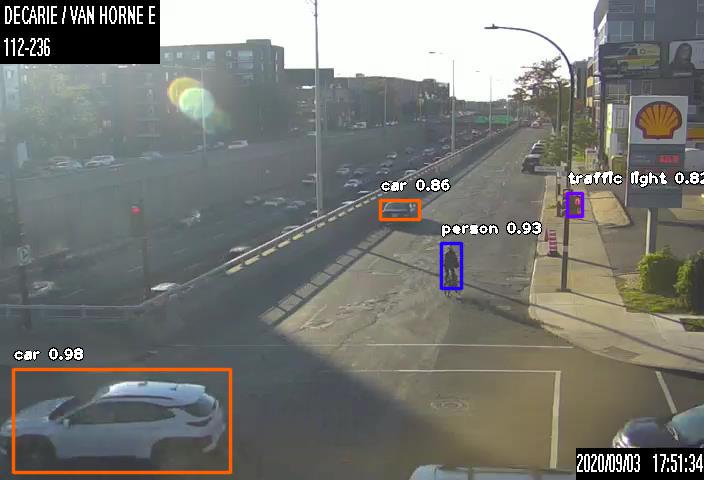 DECARIE / VAN HORNE E
112-236
car 0.86
traffic light 0.82
person 0.93
car 0.98
2020/09/03 17:51:34